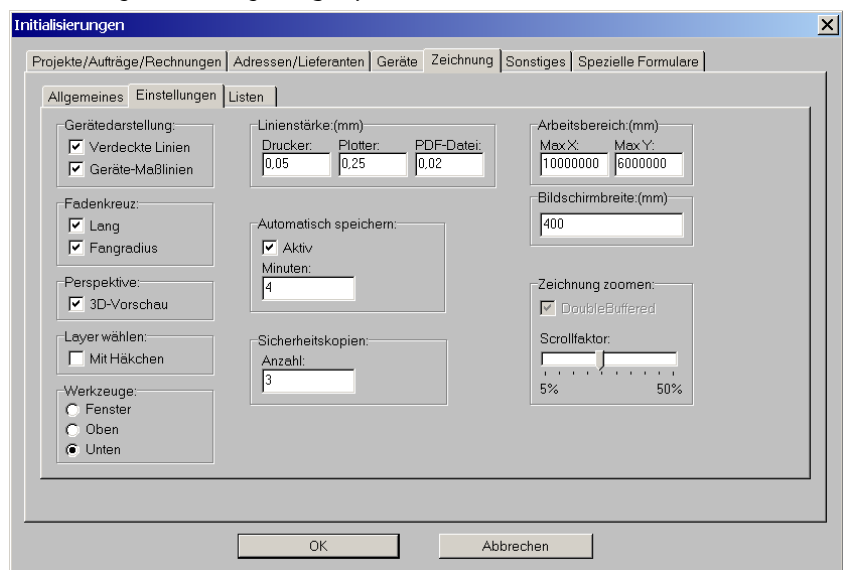 Initialisierungen
Projekte/Aufträge/Rechnungen Adressen/Lieferanten Geräte Zeichnung Sonstiges Spezielle Formulare
Allgemeines Einstellungen Listen
Gerätedarstellung:
Verdeckte Linien
Geräte-Maßlinien
Fadenkreuz:
Lang
Fangradius
Perspektive:
3D-Vorschau
Layer wählen:
Mit Häkchen
Werkzeuge:
Fenster
Oben
Unten
Linienstärke:(mm)
Drucker: Plotter: PDF-Datei:
0,05 0,25 0,02
Automatisch speichern:
Aktiv
Minuten:
4
Sicherheitskopien:
Anzahl:
3
Arbeitsbereich:(mm)
Max X: Max Y:
10000000 6000000
Bildschirmbreite:(mm)
400
Zeichnung zoomen:
DoubleBuffered
Scrollfaktor:
5% 50%
OK Abbrechen